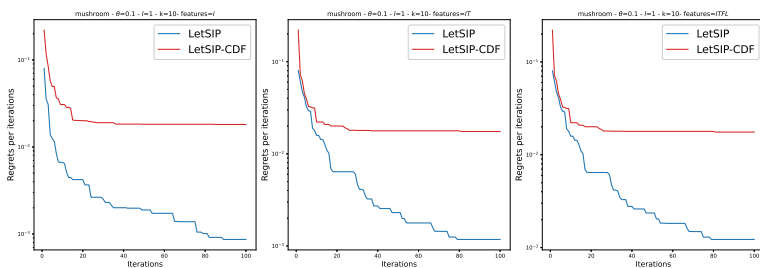 mushroom - θ=0.1 - l=1 - k=10- features=I
LetSIP
LetSIP-CDF
Regrets per iterations
10⁻¹
10⁻²
10⁻³
0 20 40 60 80 100
Iterations
mushroom - θ=0.1 - l=1 - k=10- features=IT
LetSIP
LetSIP-CDF
Regrets per iterations
10⁻¹
10⁻²
10⁻³
0 20 40 60 80 100
Iterations
mushroom - θ=0.1 - l=1 - k=10- features=ITFL
LetSIP
LetSIP-CDF
Regrets per iterations
10⁻¹
10⁻²
10⁻³
0 20 40 60 80 100
Iterations